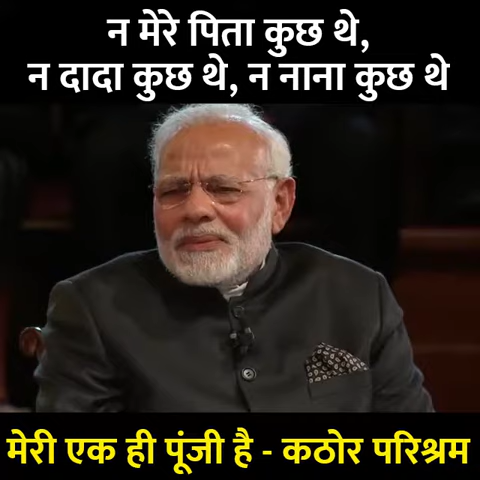 न मेरे पिता कुछ थे,
न दादा कुछ थे, न नाना कुछ थे
मेरी एक ही पूंजी है - कठोर परिश्रम